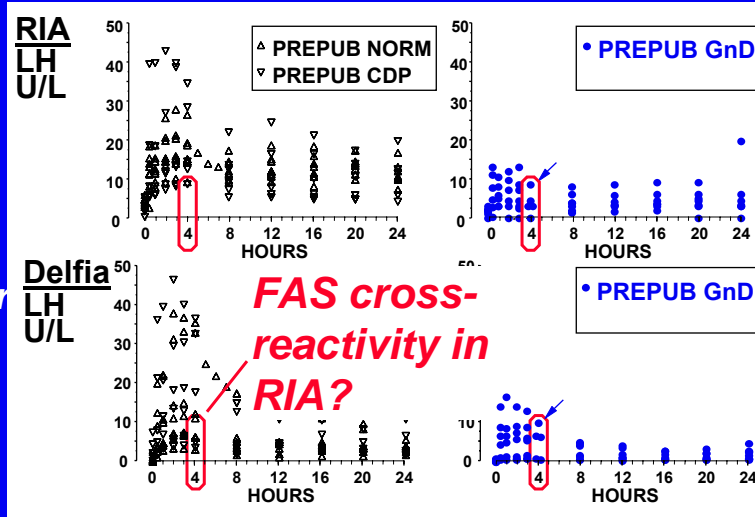 RIA
LH
U/L
50
40
30
20
10
0
△ PREPUB NORM
▽ PREPUB CDP
0 4 8 12 16 20 24
HOURS
50
40
30
20
10
0
• PREPUB GnD
0 4 8 12 16 20 24
HOURS
r
Delfia
LH
U/L
50
40
30
20
10
0
FAS cross-
reactivity in
RIA?
0 4 8 12 16 20 24
HOURS
50
• PREPUB GnD
10
0
0 4 8 12 16 20 24
HOURS